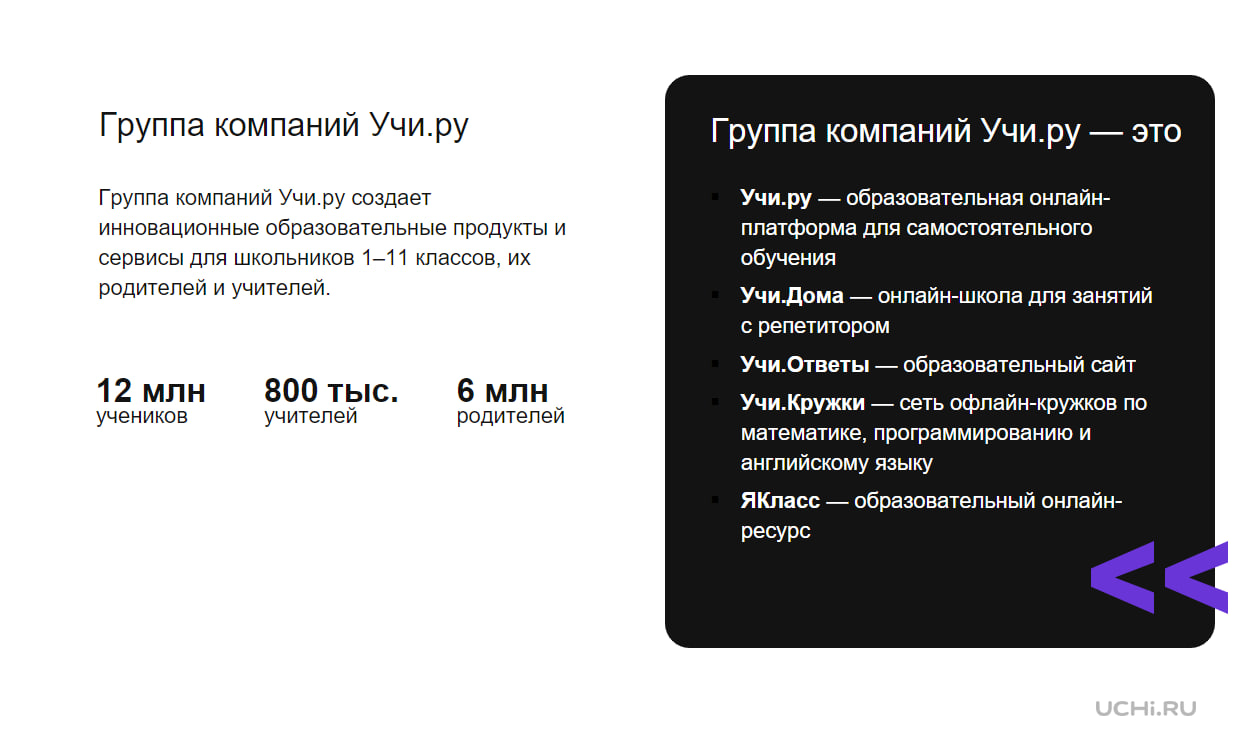 Группа компаний Учи.ру
Группа компаний Учи.ру создает
инновационные образовательные продукты и
сервисы для школьников 1–11 классов, их
родителей и учителей.
12 млн
учеников
800 тыс.
учителей
6 млн
родителей
Группа компаний Учи.ру — это
Учи.ру — образовательная онлайн-
платформа для самостоятельного
обучения
Учи.Дома — онлайн-школа для занятий
с репетитором
Учи.Ответы — образовательный сайт
Учи.Кружки — сеть офлайн-кружков по
математике, программированию и
английскому языку
ЯКласс — образовательный онлайн-
ресурс
<<
UCHi.RU